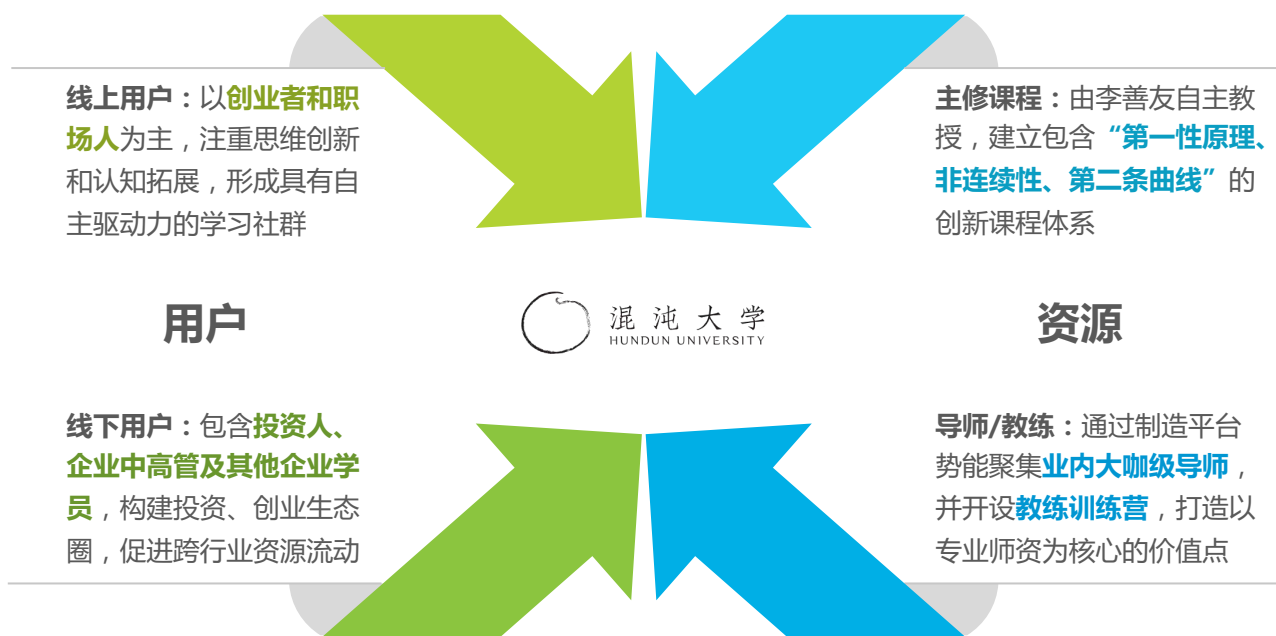 线上用户：以创业者和职
场人为主，注重思维创新
和认知拓展，形成具有自
主驱动力的学习社群
主修课程：由李善友自主教
授，建立包含“第一性原理、
非连续性、第二条曲线”的
创新课程体系
用户
混沌大学
HUNDUN UNIVERSITY
资源
线下用户：包含投资人、
企业中高管及其他企业学
员，构建投资、创业生态
圈，促进跨行业资源流动
导师/教练：通过制造平台
势能聚集业内大咖级导师，
并开设教练训练营，打造以
专业师资为核心的价值点